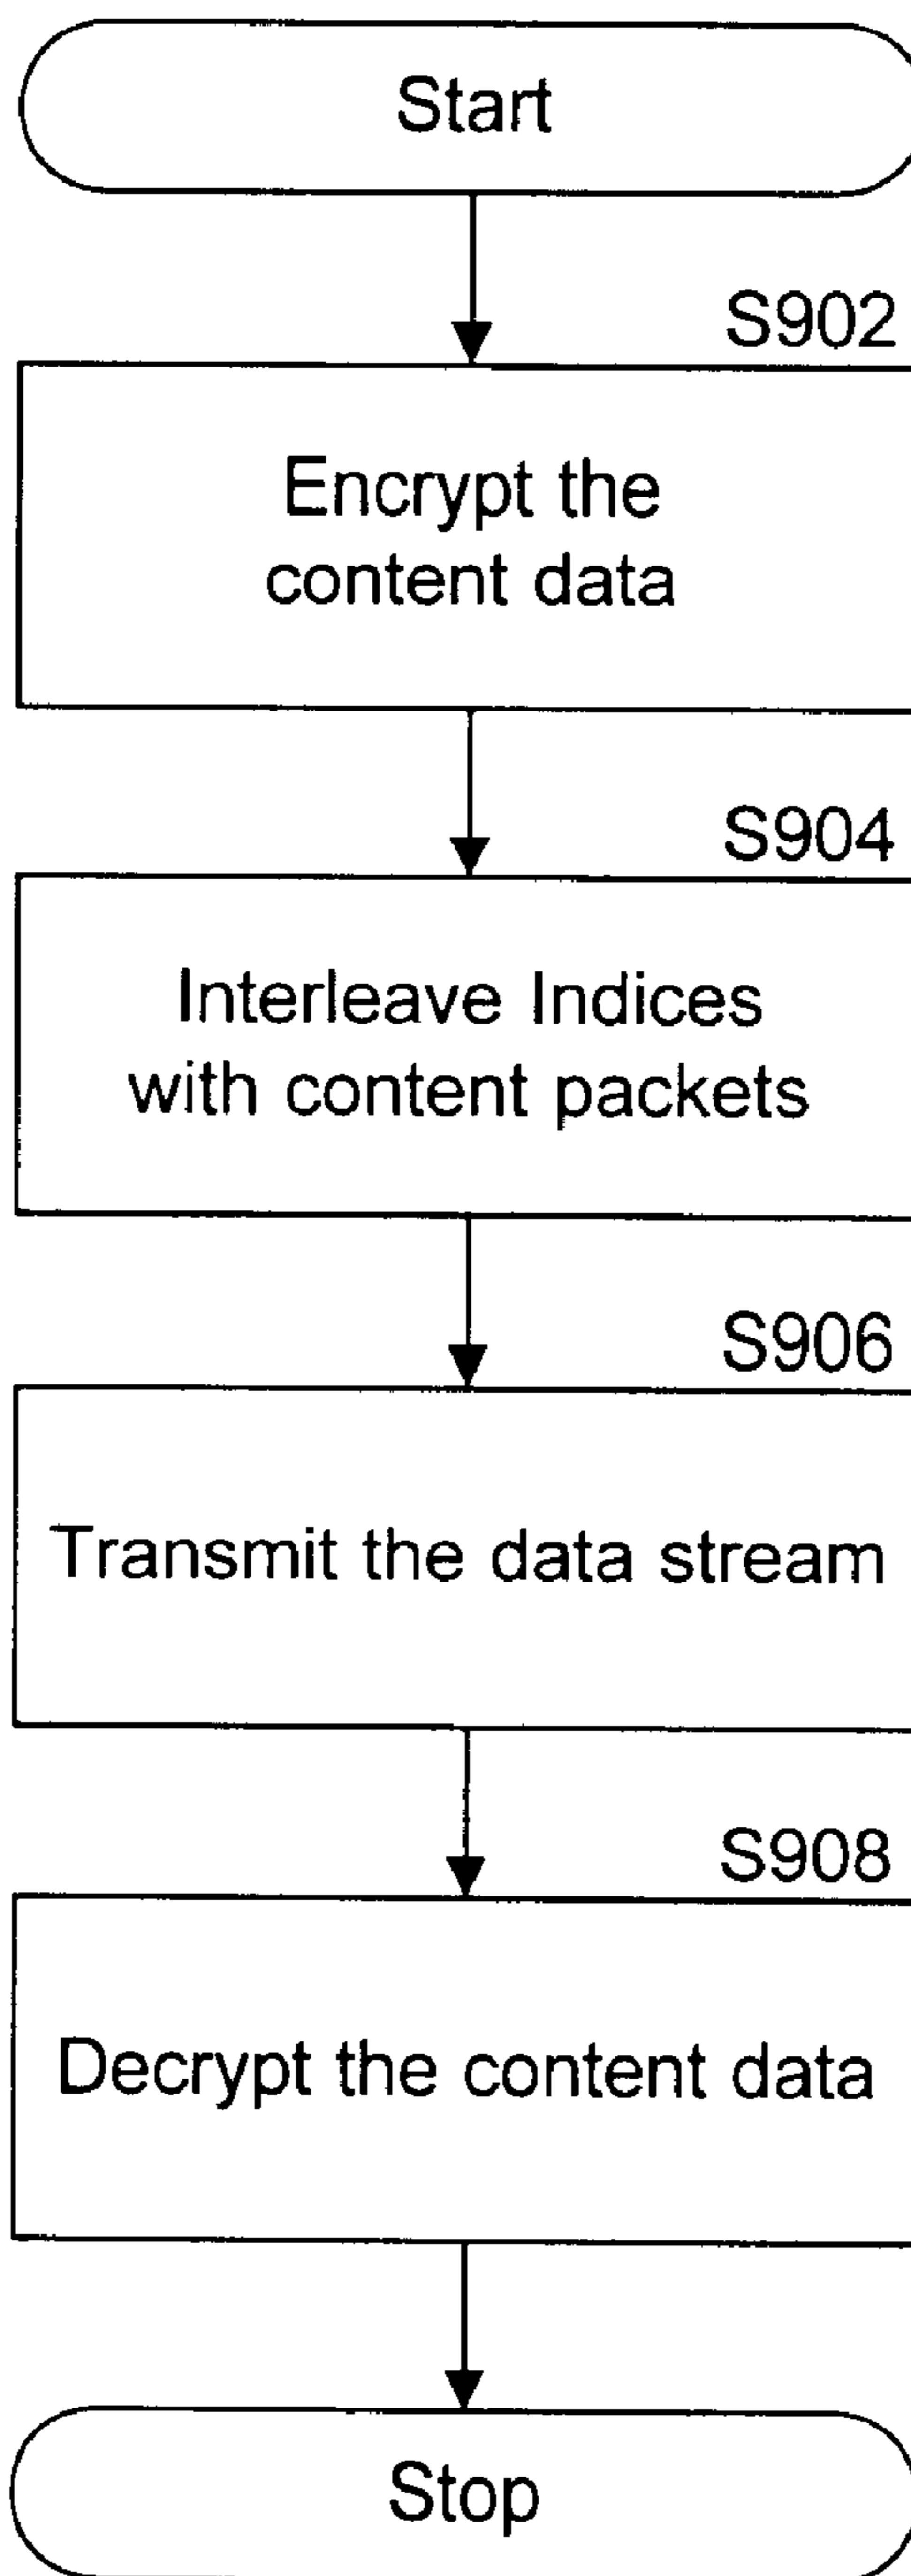 Start
S902
Encrypt the
content data
S904
Interleave Indices
with content packets
S906
Transmit the data stream
S908
Decrypt the content data
Stop